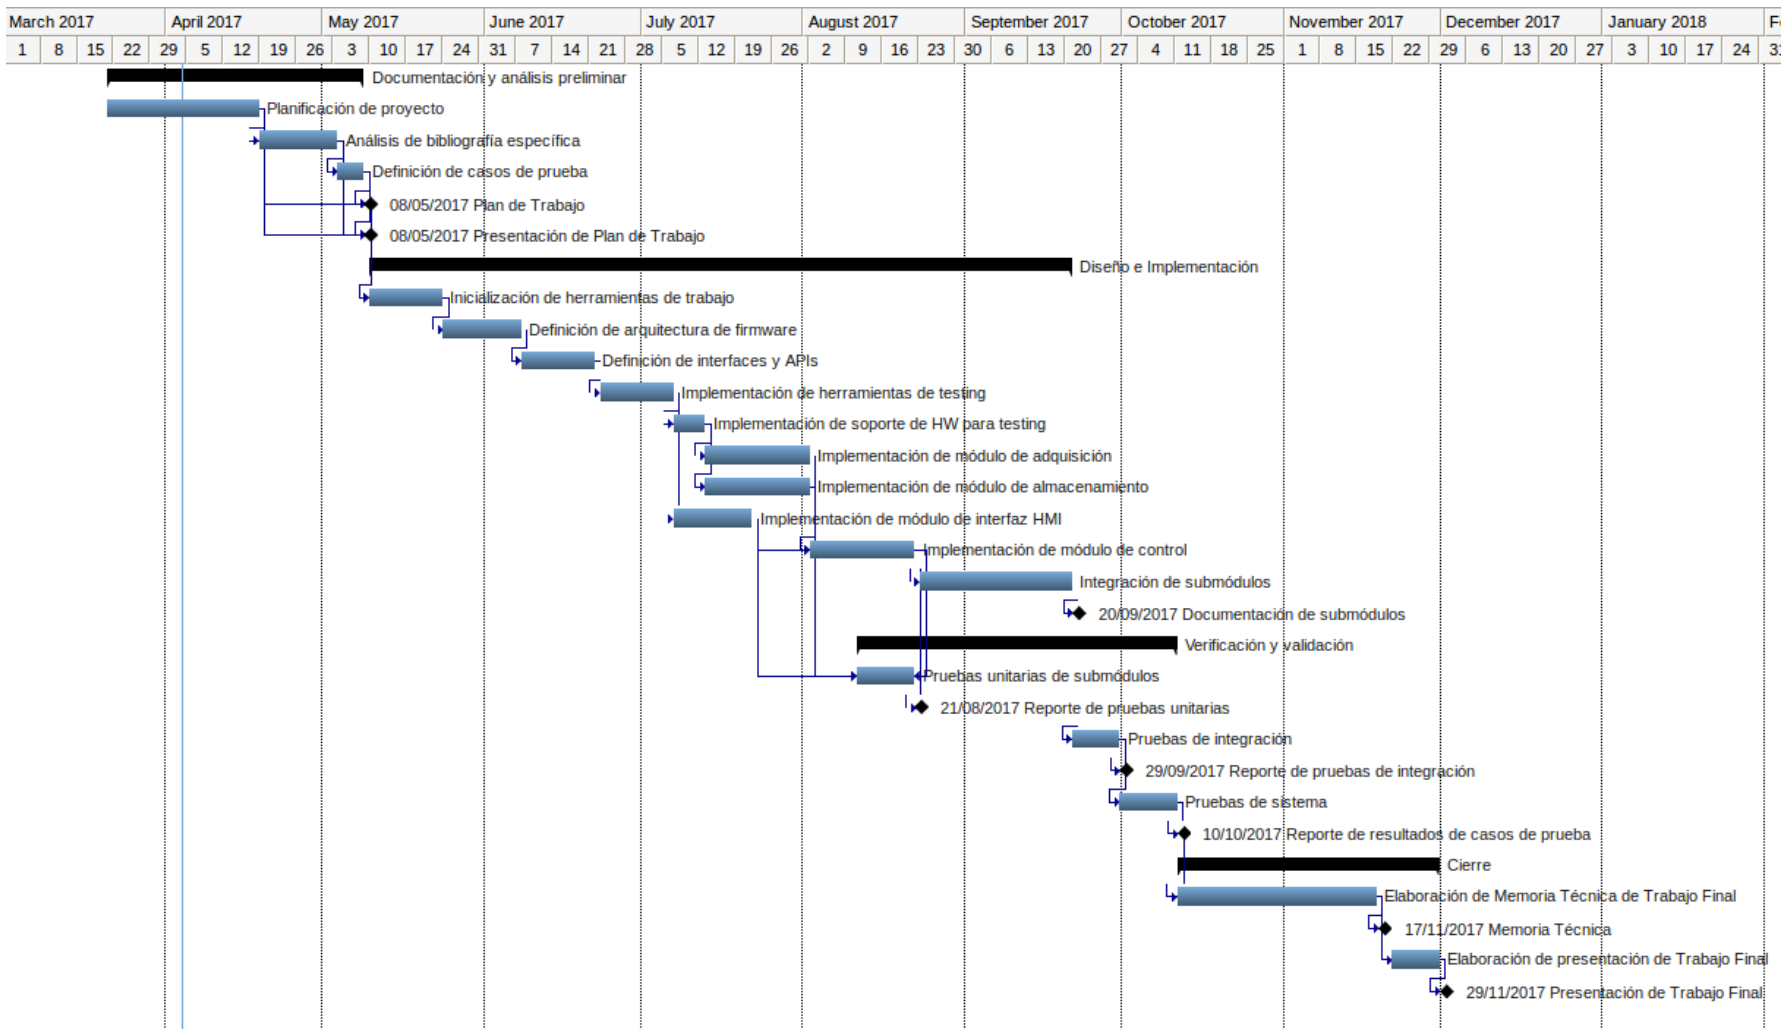 March 2017 April 2017 May 2017 June 2017 July 2017 August 2017 September 2017 October 2017 November 2017 December 2017 January 2018
1 8 15 22 29 5 12 19 26 3 10 17 24 31 7 14 21 28 5 12 19 26 2 9 16 23 30 6 13 20 27 4 11 18 25 1 8 15 22 29 6 13 20 27 3 10 17 24 31
Documentación y análisis preliminar
Planificación de proyecto
Análisis de bibliografía específica
Definición de casos de prueba
08/05/2017 Plan de Trabajo
08/05/2017 Presentación de Plan de Trabajo
Diseño e Implementación
Inicialización de herramientas de trabajo
Definición de arquitectura de firmware
Definición de interfaces y APIs
Implementación de herramientas de testing
Implementación de soporte de HW para testing
Implementación de módulo de adquisición
Implementación de módulo de almacenamiento
Implementación de módulo de interfaz HMI
Implementación de módulo de control
Integración de submódulos
20/09/2017 Documentación de submódulos
Verificación y validación
Pruebas unitarias de submódulos
21/08/2017 Reporte de pruebas unitarias
Pruebas de integración
29/09/2017 Reporte de pruebas de integración
Pruebas de sistema
10/10/2017 Reporte de resultados de casos de prueba
Cierre
Elaboración de Memoria Técnica de Trabajo Final
17/11/2017 Memoria Técnica
Elaboración de presentación de Trabajo Final
29/11/2017 Presentación de Trabajo Final